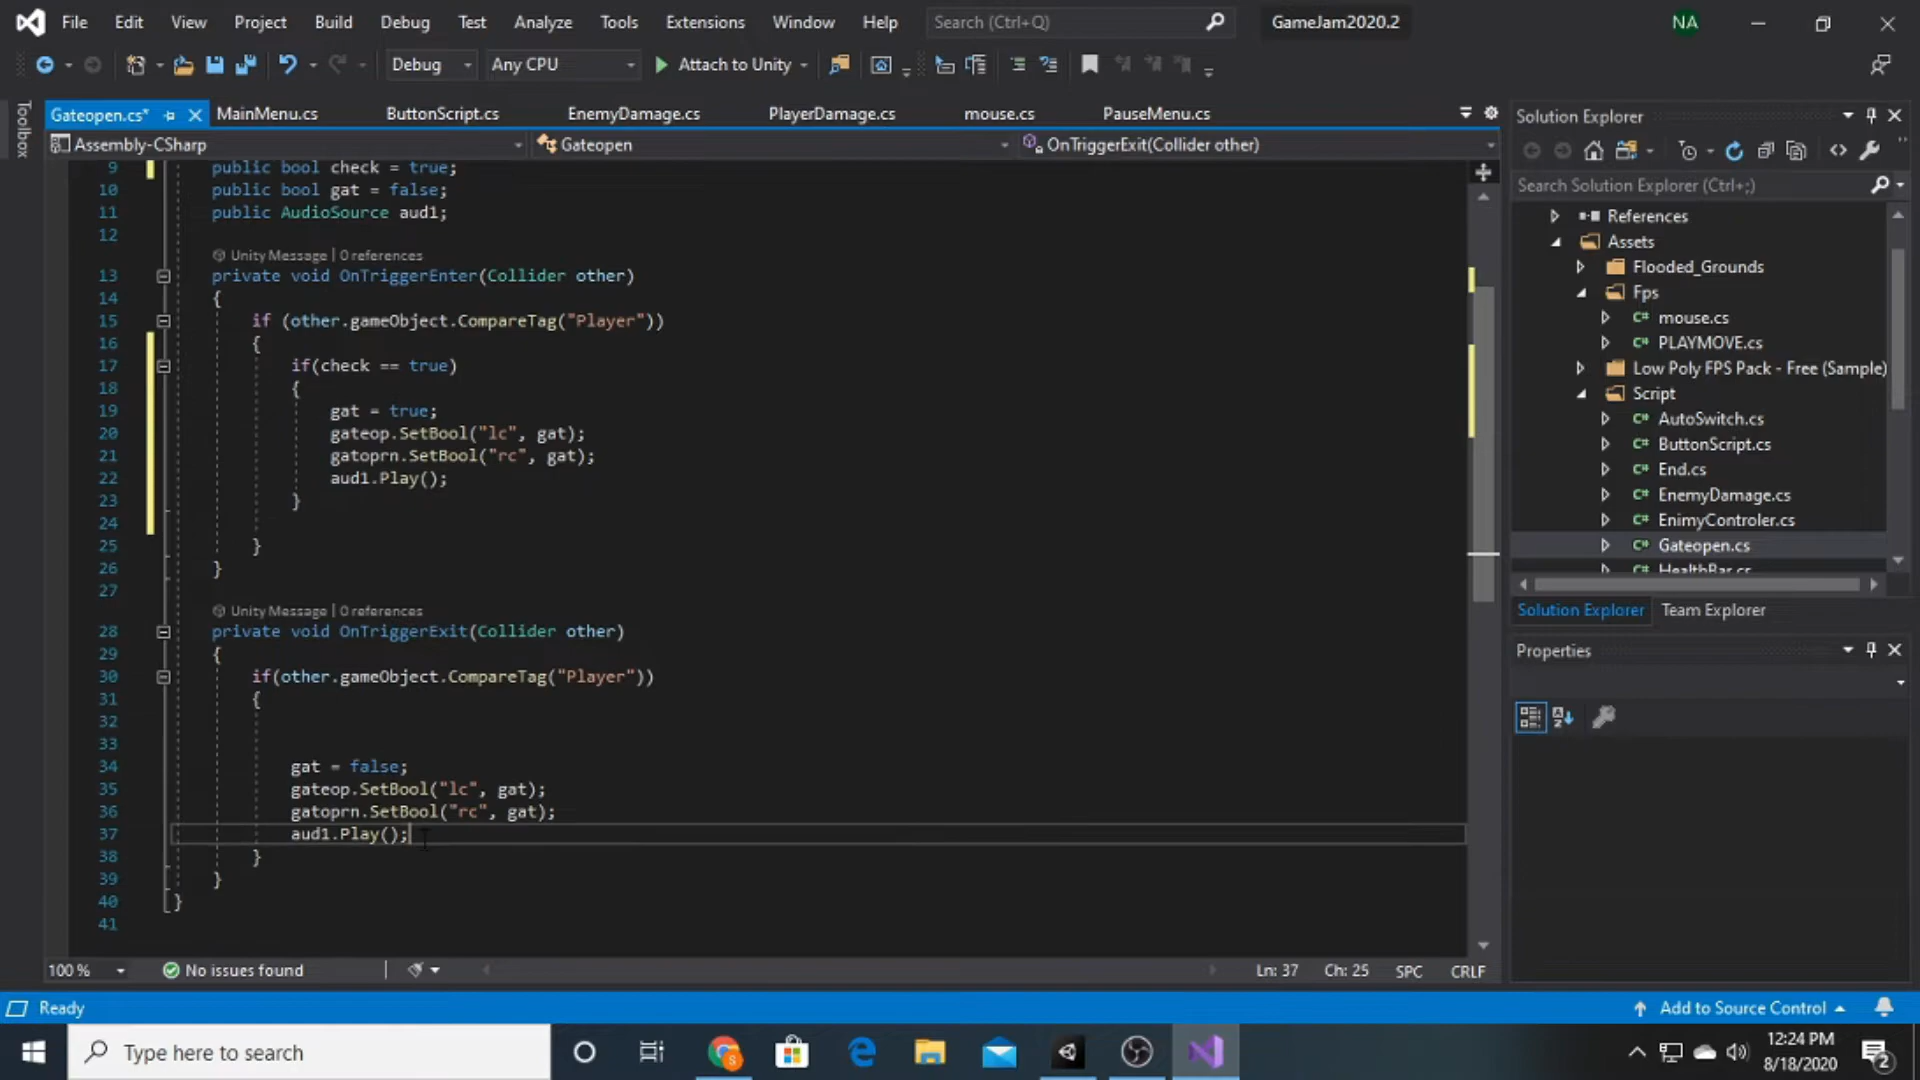 File Edit View Project Build Debug Test Analyze Tools Extensions Window Help Search (Ctrl+Q) GameJam2020.2 NA
Debug Any CPU Attach to Unity
Toolbox
Gateopen.cs* MainMenu.cs ButtonScript.cs EnemyDamage.cs PlayerDamage.cs mouse.cs PauseMenu.cs
Assembly-CSharp Gateopen OnTriggerExit(Collider other)
9 public bool check = true;
10 public bool gat = false;
11 public AudioSource aud1;
12
Unity Message | 0 references
13 private void OnTriggerEnter(Collider other)
14 {
15 if (other.gameObject.CompareTag("Player"))
16 {
17 if(check == true)
18 {
19 gat = true;
20 gateop.SetBool("lc", gat);
21 gatoprn.SetBool("rc", gat);
22 aud1.Play();
23 }
24
25 }
26 }
27
Unity Message | 0 references
28 private void OnTriggerExit(Collider other)
29 {
30 if(other.gameObject.CompareTag("Player"))
31 {
32
33
34 gat = false;
35 gateop.SetBool("lc", gat);
36 gatoprn.SetBool("rc", gat);
37 aud1.Play();
38 }
39 }
40 }
41
100 % No issues found Ln: 37 Ch: 25 SPC CRLF
Solution Explorer
Search Solution Explorer (Ctrl+;)
References
Assets
Flooded_Grounds
Fps
C# mouse.cs
C# PLAYMOVE.cs
Low Poly FPS Pack - Free (Sample)
Script
C# AutoSwitch.cs
C# ButtonScript.cs
C# End.cs
C# EnemyDamage.cs
C# EnimyControler.cs
C# Gateopen.cs
C# HealthBar.cs
Solution Explorer Team Explorer
Properties
Ready Add to Source Control
Type here to search
12:24 PM
8/18/2020
2